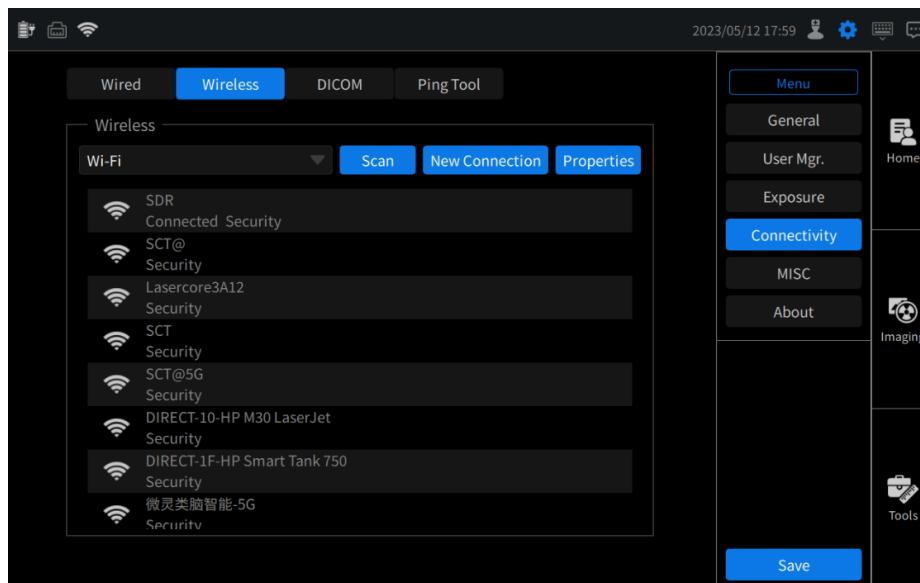 2023/05/12 17:59
Wired
Wireless
DICOM
Ping Tool
Wireless
Wi-Fi
Scan
New Connection
Properties
SDR
Connected Security
SCT@
Security
Lasercore3A12
Security
SCT
Security
SCT@5G
Security
DIRECT-10-HP M30 LaserJet
Security
DIRECT-1F-HP Smart Tank 750
Security
微灵类脑智能-5G
Security
Menu
General
User Mgr.
Exposure
Connectivity
MISC
About
Save
Home
Imaging
Tools